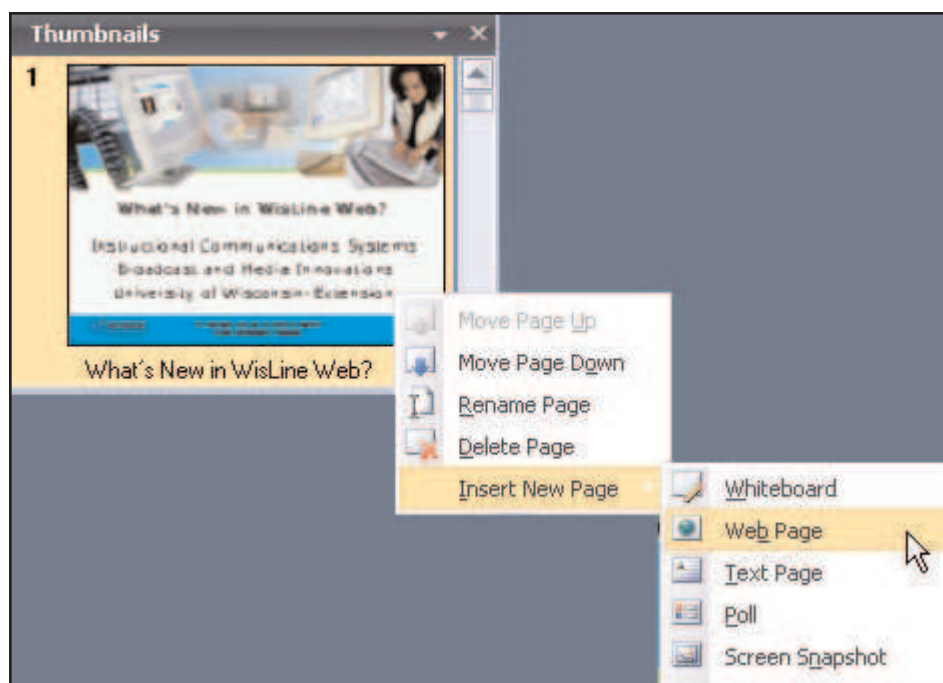 Thumbnails
1
What's New in WisLine Web?
Instructional Communications Systems
Broadcast and Media Innovations
University of Wisconsin-Extension
What's New in WisLine Web?
Move Page Up
Move Page Down
Rename Page
Delete Page
Insert New Page
Whiteboard
Web Page
Text Page
Poll
Screen Snapshot